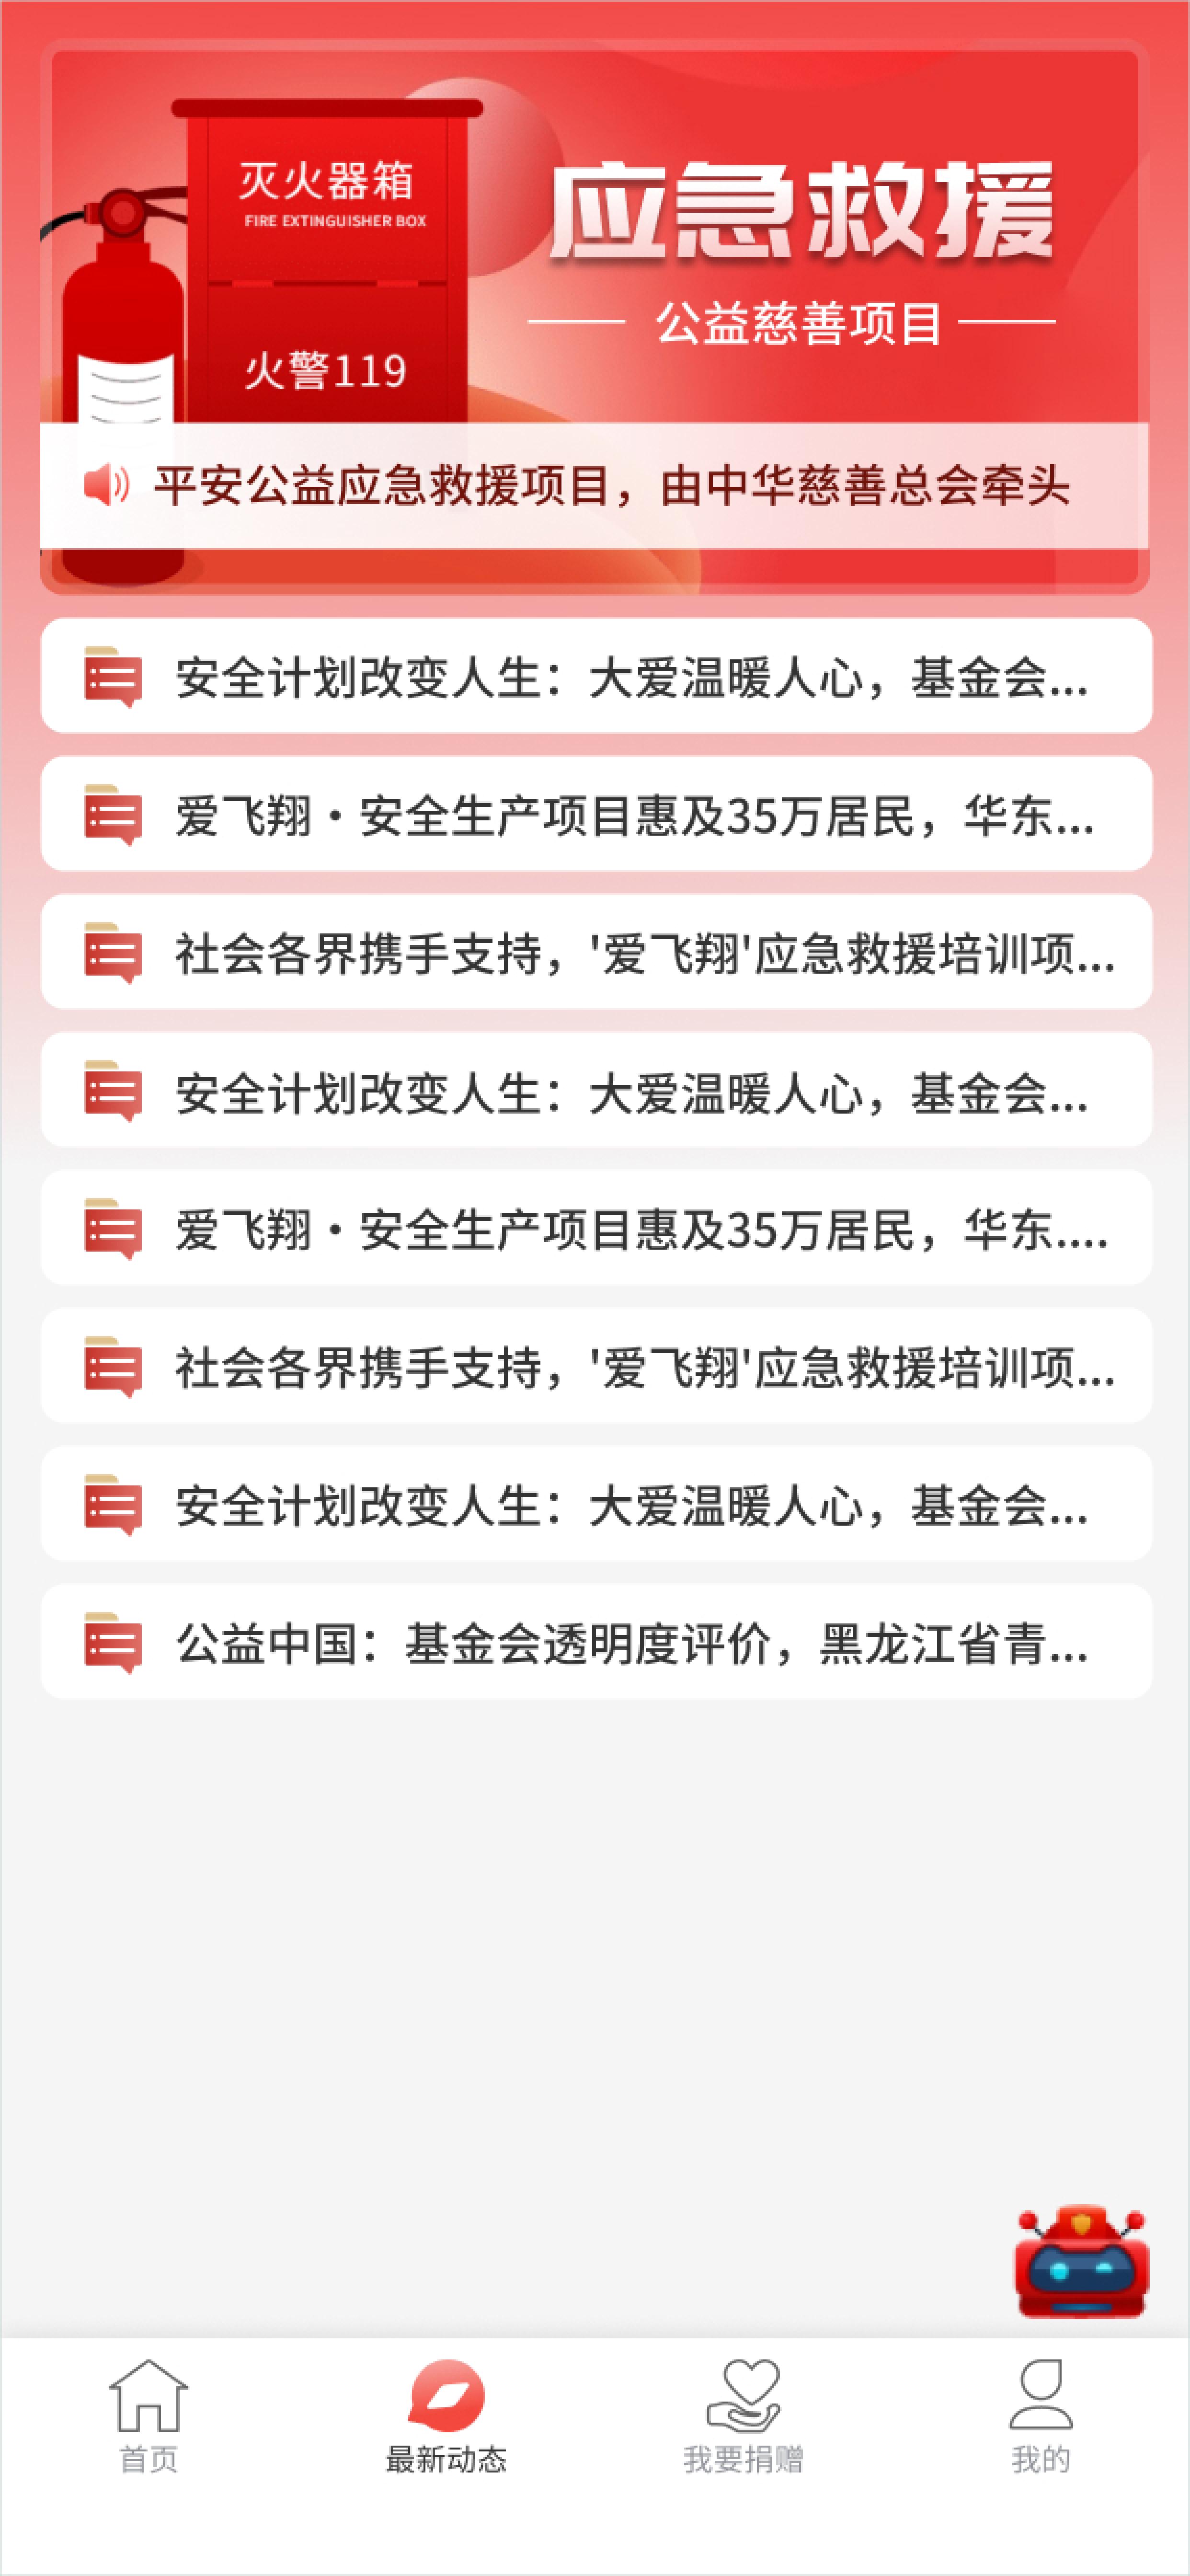 灭火器箱
FIRE EXTINGUISHER BOX
火警119
应急救援
公益慈善项目
平安公益应急救援项目，由中华慈善总会牵头
安全计划改变人生：大爱温暖人心，基金会...
爱飞翔·安全生产项目惠及35万居民，华东...
社会各界携手支持，'爱飞翔'应急救援培训项...
安全计划改变人生：大爱温暖人心，基金会...
爱飞翔·安全生产项目惠及35万居民，华东....
社会各界携手支持，'爱飞翔'应急救援培训项...
安全计划改变人生：大爱温暖人心，基金会...
公益中国：基金会透明度评价，黑龙江省青...
首页
最新动态
我要捐赠
我的